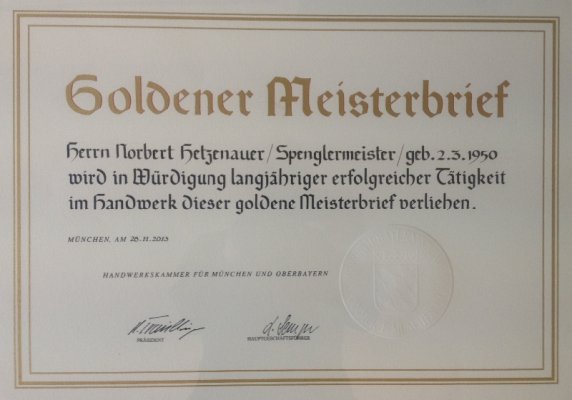 Goldener Meisterbrief
Herrn Norbert Hetzenauer/Spenglermeister/geb. 2.3.1950
wird in Würdigung langjähriger erfolgreicher Tätigkeit
im Handwerk dieser goldene Meisterbrief verliehen.
MÜNCHEN, AM 28.11.2013
HANDWERKSKAMMER FÜR MÜNCHEN UND OBERBAYERN
PRÄSIDENT HAUPTGESCHÄFTSFÜHRER